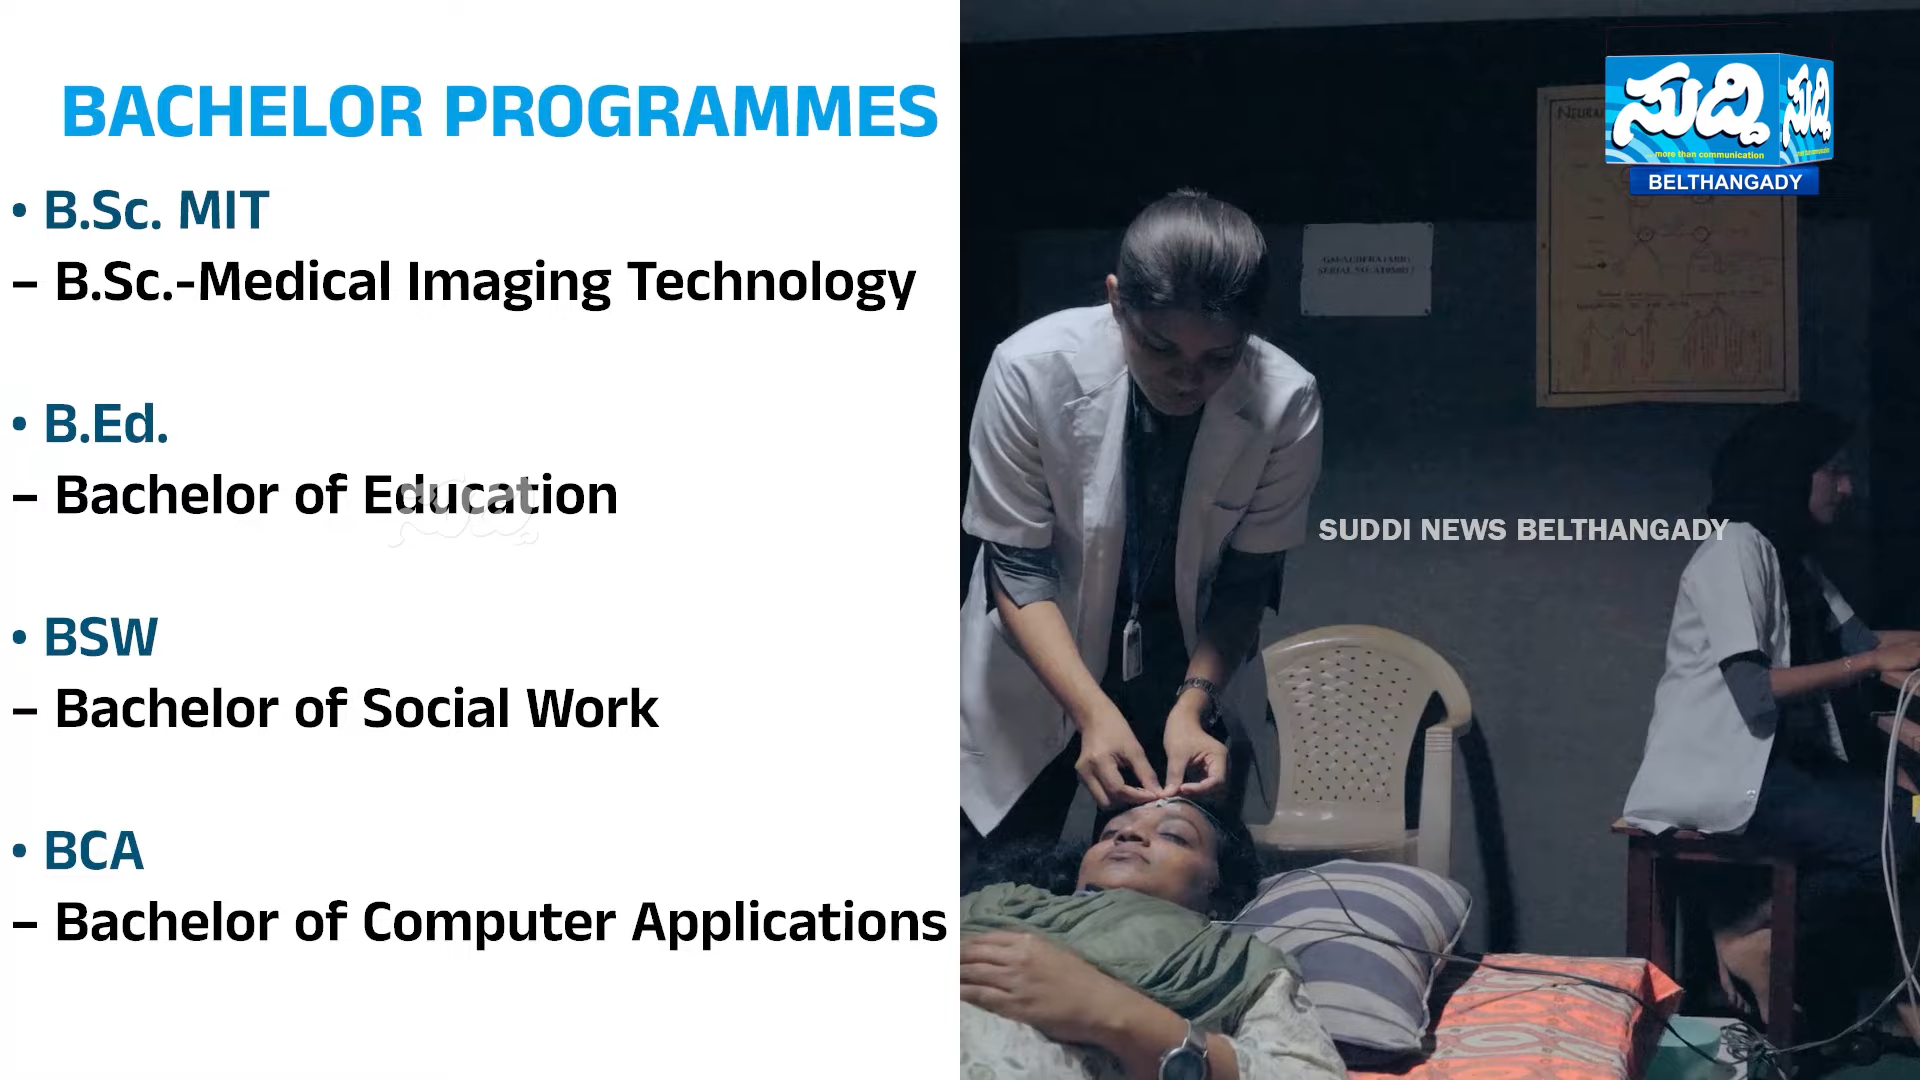 BACHELOR PROGRAMMES
• B.Sc. MIT
– B.Sc.-Medical Imaging Technology
• B.Ed.
– Bachelor of Education
• BSW
– Bachelor of Social Work
• BCA
– Bachelor of Computer Applications
ಸುದ್ದಿ
ಸುದ್ದಿ
more than communication
BELTHANGADY
SUDDI NEWS BELTHANGADY
ಸುದ್ದಿ